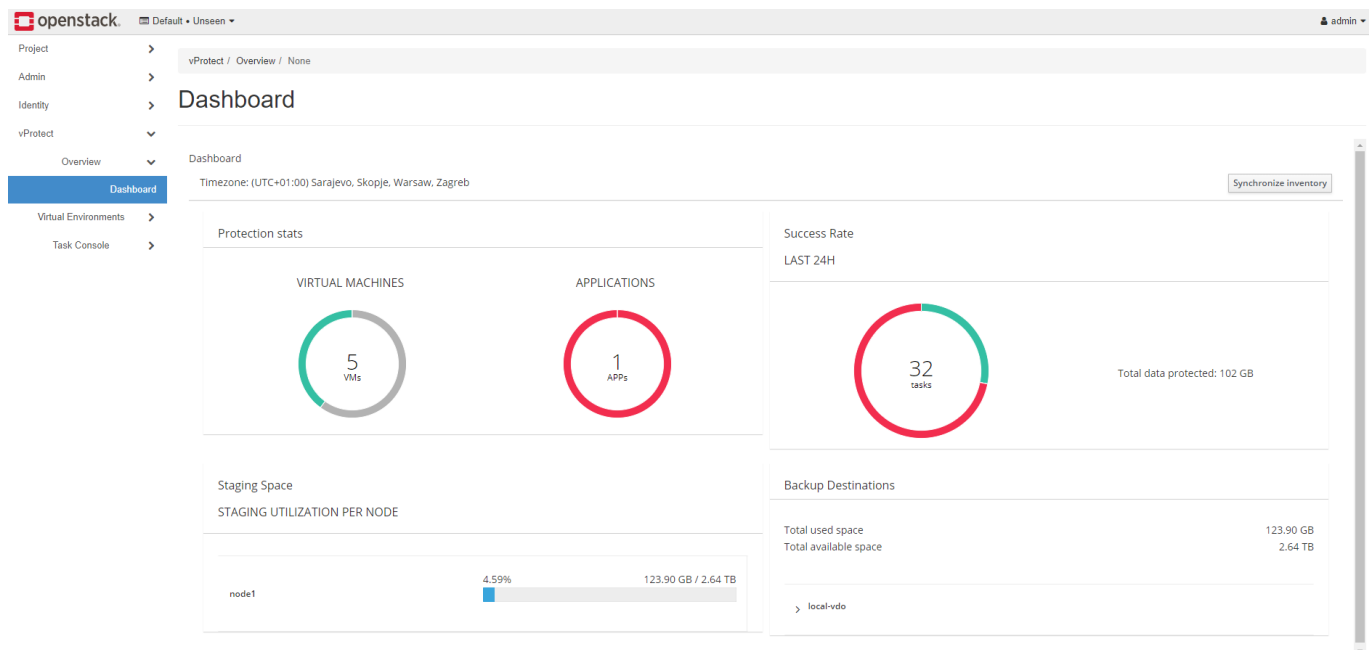 openstack. Default • Unseen admin
Project
Admin
Identity
vProtect
Overview
Dashboard
Virtual Environments
Task Console
vProtect / Overview / None
Dashboard
Dashboard
Timezone: (UTC+01:00) Sarajevo, Skopje, Warsaw, Zagreb
Synchronize inventory
Protection stats
VIRTUAL MACHINES
5
VMs
APPLICATIONS
1
APPs
Success Rate
LAST 24H
32
tasks
Total data protected: 102 GB
Staging Space
STAGING UTILIZATION PER NODE
node1
4.59% 123.90 GB / 2.64 TB
Backup Destinations
Total used space 123.90 GB
Total available space 2.64 TB
local-vdo